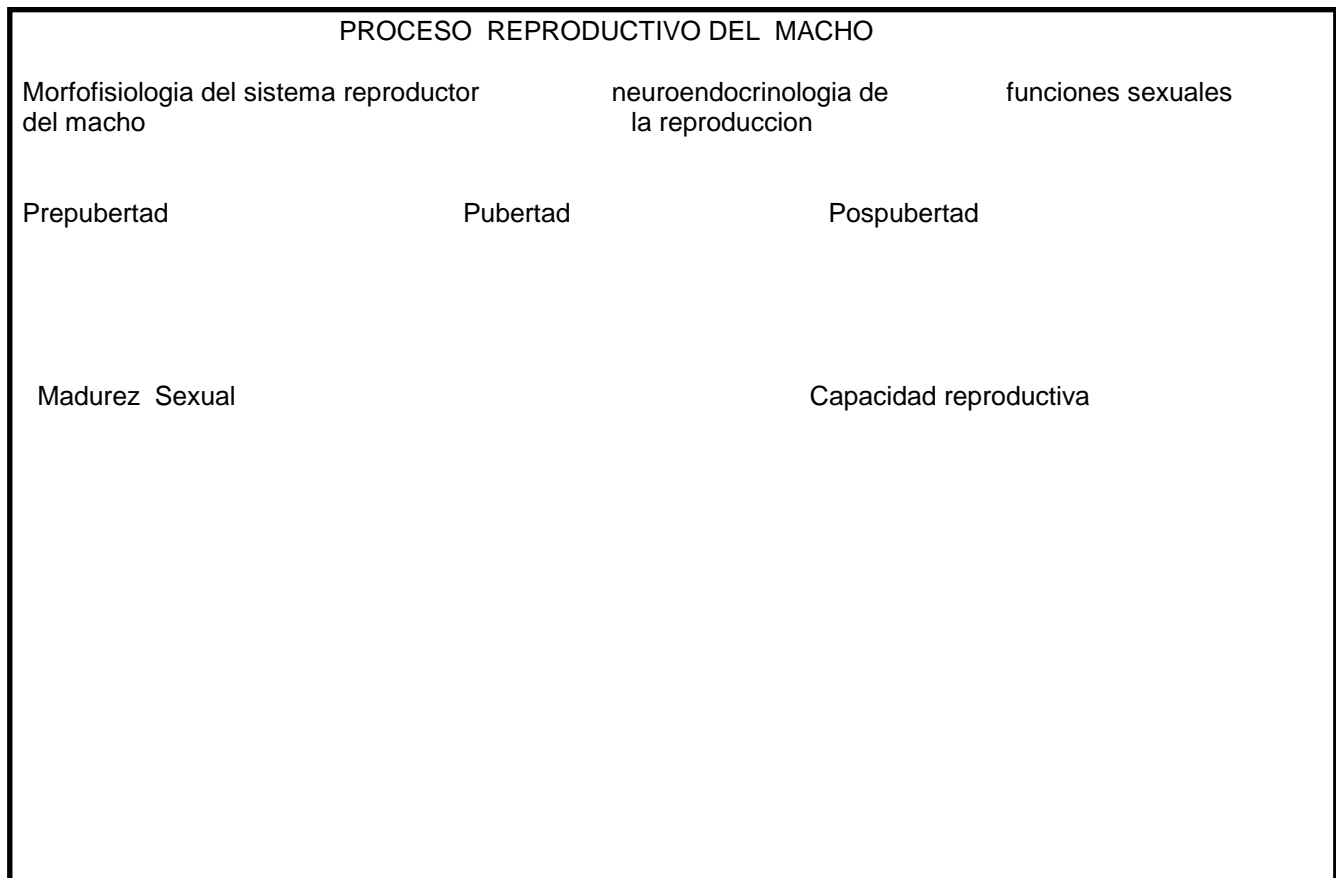 PROCESO REPRODUCTIVO DEL MACHO
Morfofisiologia del sistema reproductor neuroendocrinologia de funciones sexuales
del macho la reproduccion
Prepubertad Pubertad Pospubertad
Madurez Sexual Capacidad reproductiva